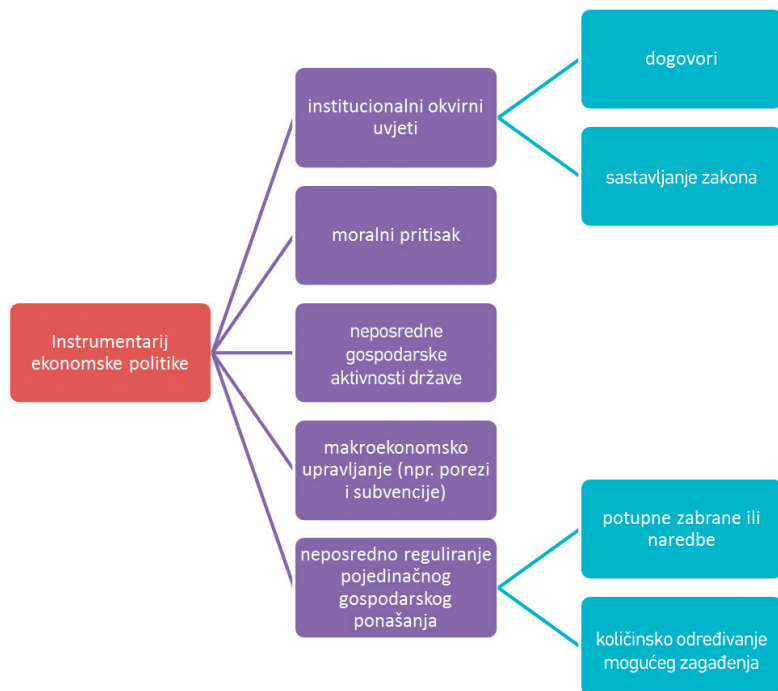 Instrumentarij
ekonomske politike
institucionalni okvirni
uvjeti
dogovori
sastavljanje zakona
moralni pritisak
neposredne
gospodarske
aktivnosti države
makroekonomsko
upravljanje (npr. porezi
i subvencije)
neposredno reguliranje
pojedinačnog
gospodarskog
ponašanja
potupne zabrane ili
naredbe
količinsko određivanje
mogućeg zagađenja